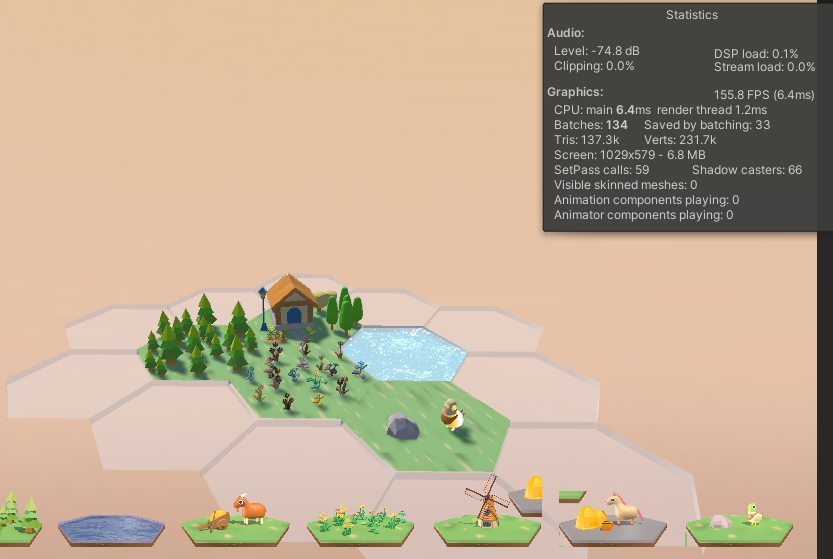 Statistics
Audio:
Level: -74.8 dB DSP load: 0.1%
Clipping: 0.0% Stream load: 0.0%
Graphics: 155.8 FPS (6.4ms)
CPU: main 6.4ms render thread 1.2ms
Batches: 134 Saved by batching: 33
Tris: 137.3k Verts: 231.7k
Screen: 1029x579 - 6.8 MB
SetPass calls: 59 Shadow casters: 66
Visible skinned meshes: 0
Animation components playing: 0
Animator components playing: 0